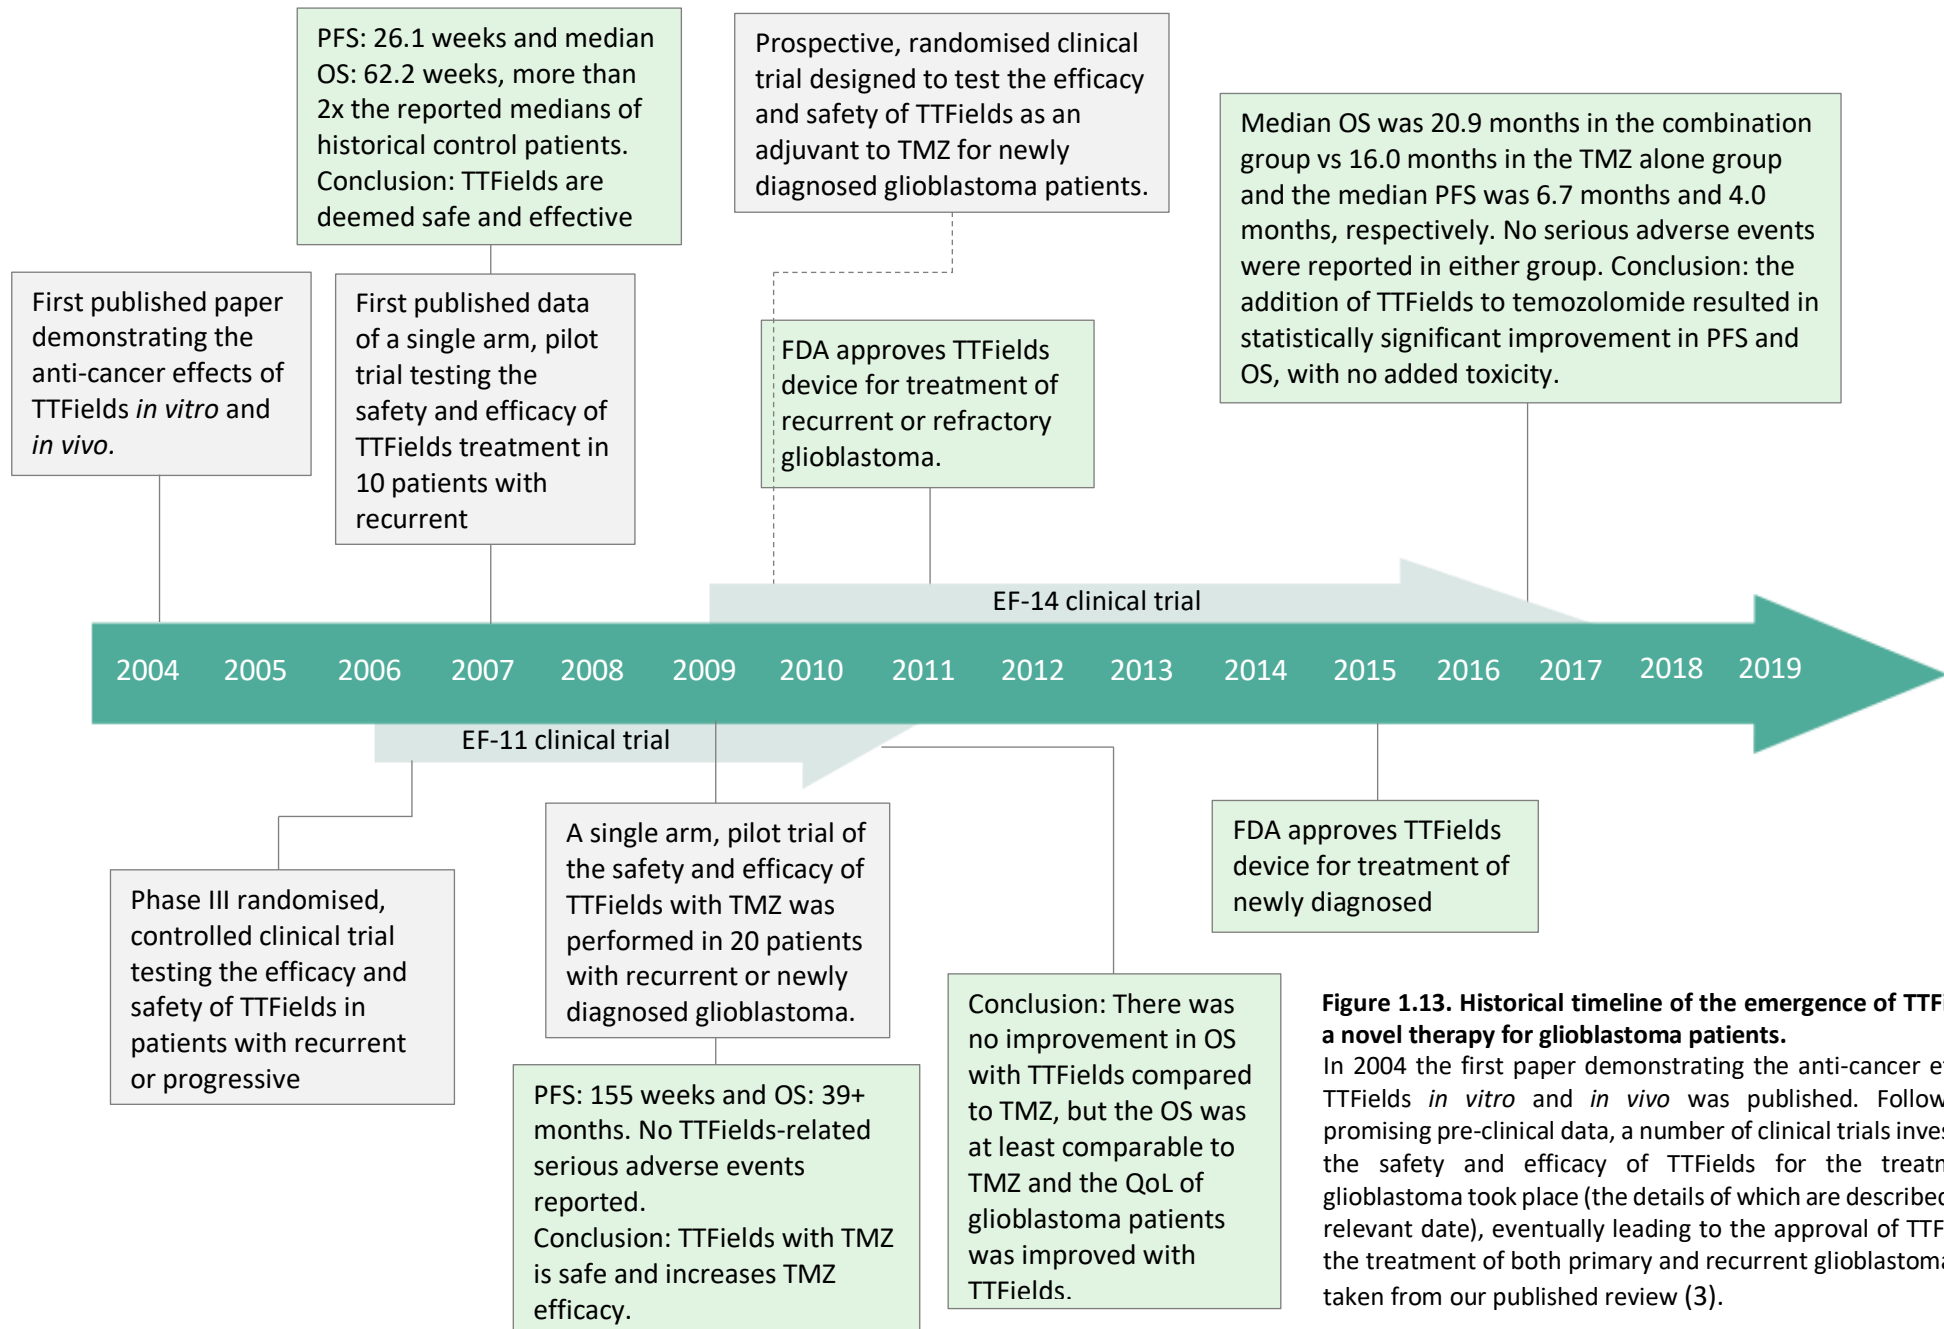 PFS: 26.1 weeks and median
OS: 62.2 weeks, more than
2x the reported medians of
historical control patients.
Conclusion: TTFields are
deemed safe and effective
Prospective, randomised clinical
trial designed to test the efficacy
and safety of TTFields as an
adjuvant to TMZ for newly
diagnosed glioblastoma patients.
Median OS was 20.9 months in the combination
group vs 16.0 months in the TMZ alone group
and the median PFS was 6.7 months and 4.0
months, respectively. No serious adverse events
were reported in either group. Conclusion: the
addition of TTFields to temozolomide resulted in
statistically significant improvement in PFS and
OS, with no added toxicity.
First published paper
demonstrating the
anti-cancer effects of
TTFields in vitro and
in vivo.
First published data
of a single arm, pilot
trial testing the
safety and efficacy of
TTFields treatment in
10 patients with
recurrent
FDA approves TTFields
device for treatment of
recurrent or refractory
glioblastoma.
EF-14 clinical trial
2004 2005 2006 2007 2008 2009 2010 2011 2012 2013 2014 2015 2016 2017 2018 2019
EF-11 clinical trial
Phase III randomised,
controlled clinical trial
testing the efficacy and
safety of TTFields in
patients with recurrent
or progressive
A single arm, pilot trial of
the safety and efficacy of
TTFields with TMZ was
performed in 20 patients
with recurrent or newly
diagnosed glioblastoma.
PFS: 155 weeks and OS: 39+
months. No TTFields-related
serious adverse events
reported.
Conclusion: TTFields with TMZ
is safe and increases TMZ
efficacy.
Conclusion: There was
no improvement in OS
with TTFields compared
to TMZ, but the OS was
at least comparable to
TMZ and the QoL of
glioblastoma patients
was improved with
TTFields.
FDA approves TTFields
device for treatment of
newly diagnosed
Figure 1.13. Historical timeline of the emergence of TTFi
a novel therapy for glioblastoma patients.
In 2004 the first paper demonstrating the anti-cancer e
TTFields in vitro and in vivo was published. Follow
promising pre-clinical data, a number of clinical trials inves
the safety and efficacy of TTFields for the treatm
glioblastoma took place (the details of which are described
relevant date), eventually leading to the approval of TTF
the treatment of both primary and recurrent glioblastoma
taken from our published review (3).